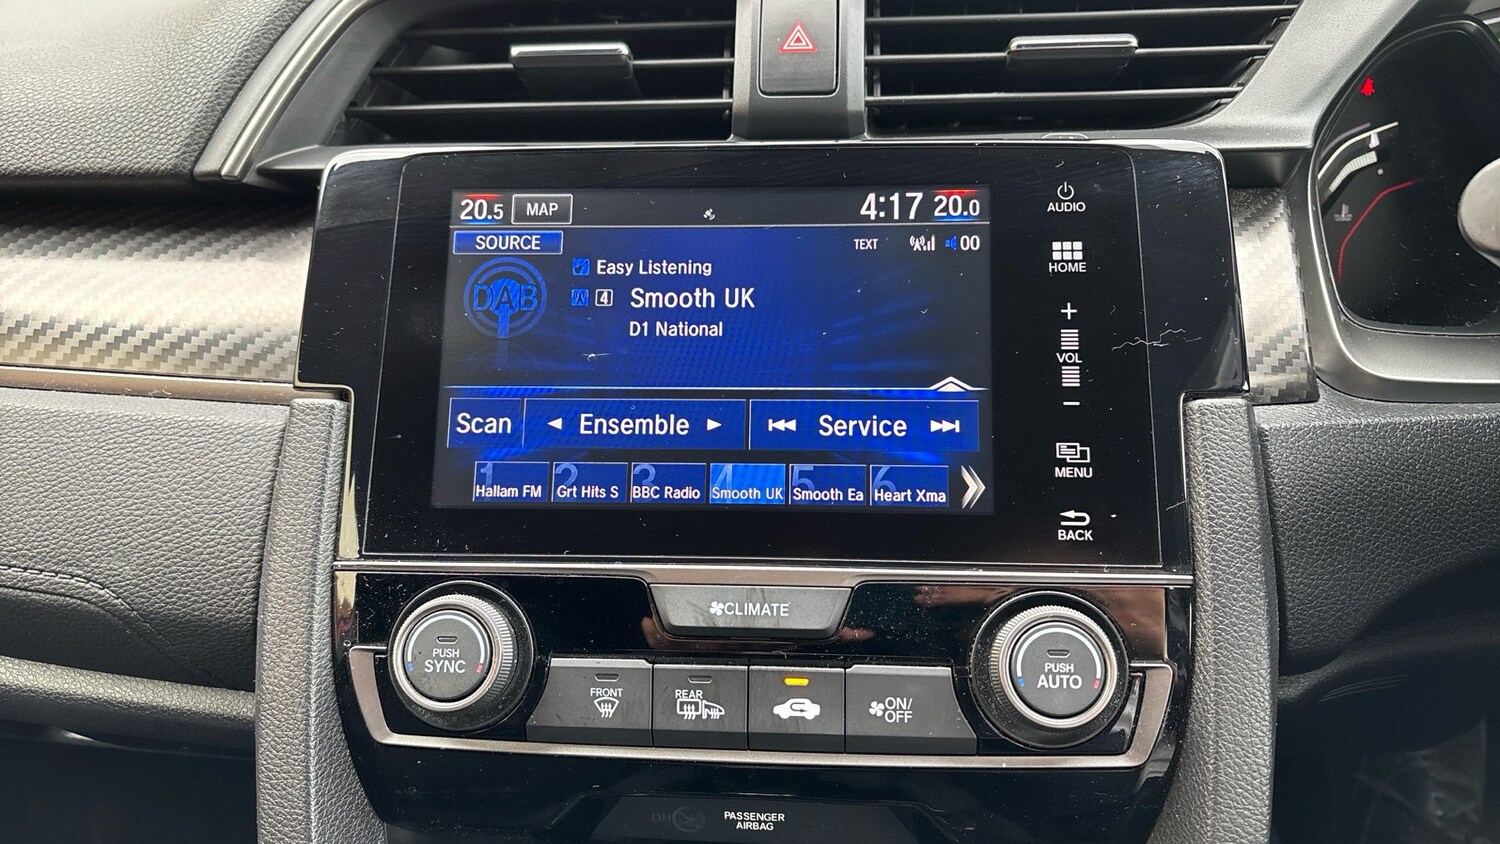 20.5 MAP 4:17 20.0
SOURCE TEXT 00
DAB
Easy Listening
4 Smooth UK
D1 National
Scan Ensemble Service
1 Hallam FM 2 Grt Hits S 3 BBC Radio 4 Smooth UK 5 Smooth Ea 6 Heart Xma
AUDIO
HOME
+
VOL
−
MENU
BACK
CLIMATE
PUSH
SYNC
FRONT
REAR
ON/
OFF
PUSH
AUTO
ON
PASSENGER
AIRBAG